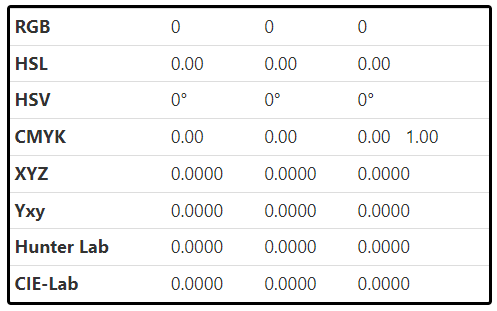 RGB 0 0 0
HSL 0.00 0.00 0.00
HSV 0° 0° 0°
CMYK 0.00 0.00 0.00 1.00
XYZ 0.0000 0.0000 0.0000
Yxy 0.0000 0.0000 0.0000
Hunter Lab 0.0000 0.0000 0.0000
CIE-Lab 0.0000 0.0000 0.0000